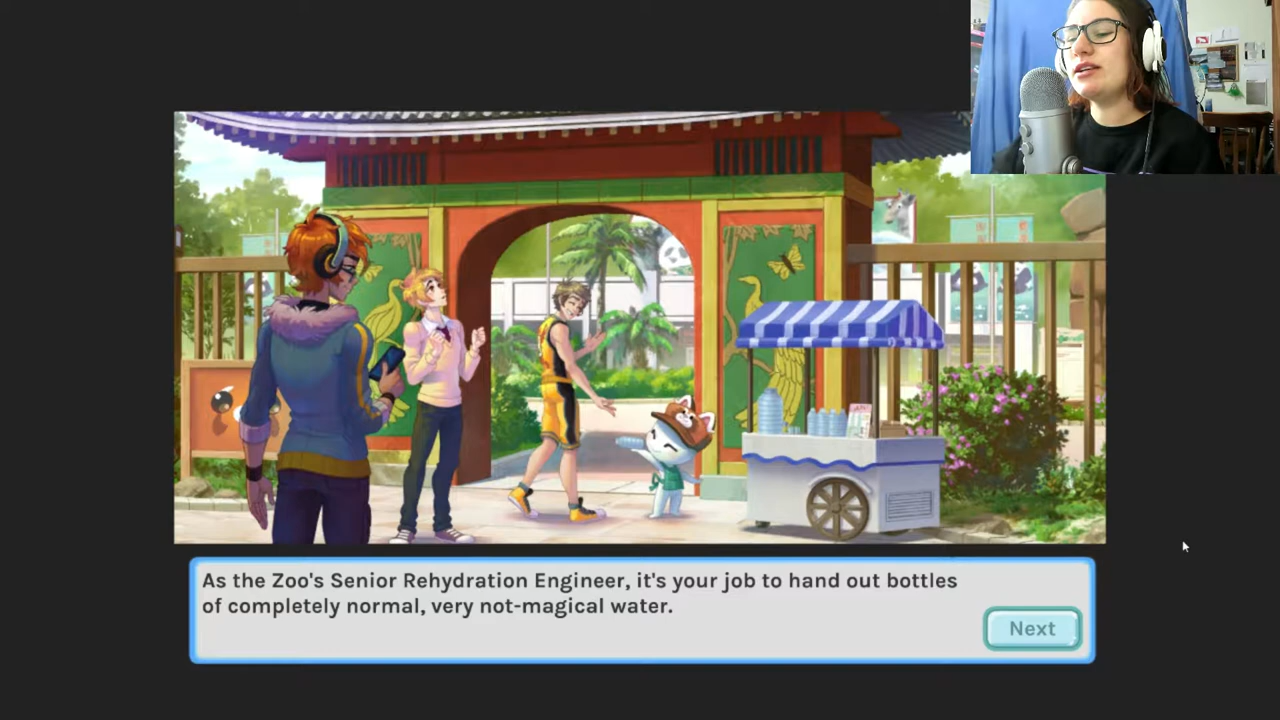 As the Zoo's Senior Rehydration Engineer, it's your job to hand out bottles
of completely normal, very not-magical water.
Next